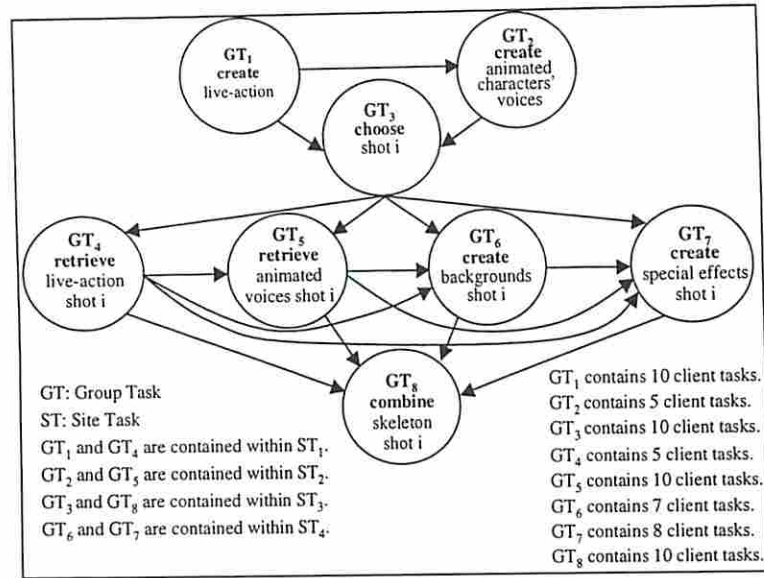 GT1
create
live-action
GT2
create
animated
characters'
voices
GT3
choose
shot i
GT4
retrieve
live-action
shot i
GT5
retrieve
animated
voices shot i
GT6
create
backgrounds
shot i
GT7
create
special effects
shot i
GT8
combine
skeleton
shot i
GT: Group Task
ST: Site Task
GT1 and GT4 are contained within ST1.
GT2 and GT5 are contained within ST2.
GT3 and GT8 are contained within ST3.
GT6 and GT7 are contained within ST4.
GT1 contains 10 client tasks.
GT2 contains 5 client tasks.
GT3 contains 10 client tasks.
GT4 contains 5 client tasks.
GT5 contains 10 client tasks.
GT6 contains 7 client tasks.
GT7 contains 8 client tasks.
GT8 contains 10 client tasks.